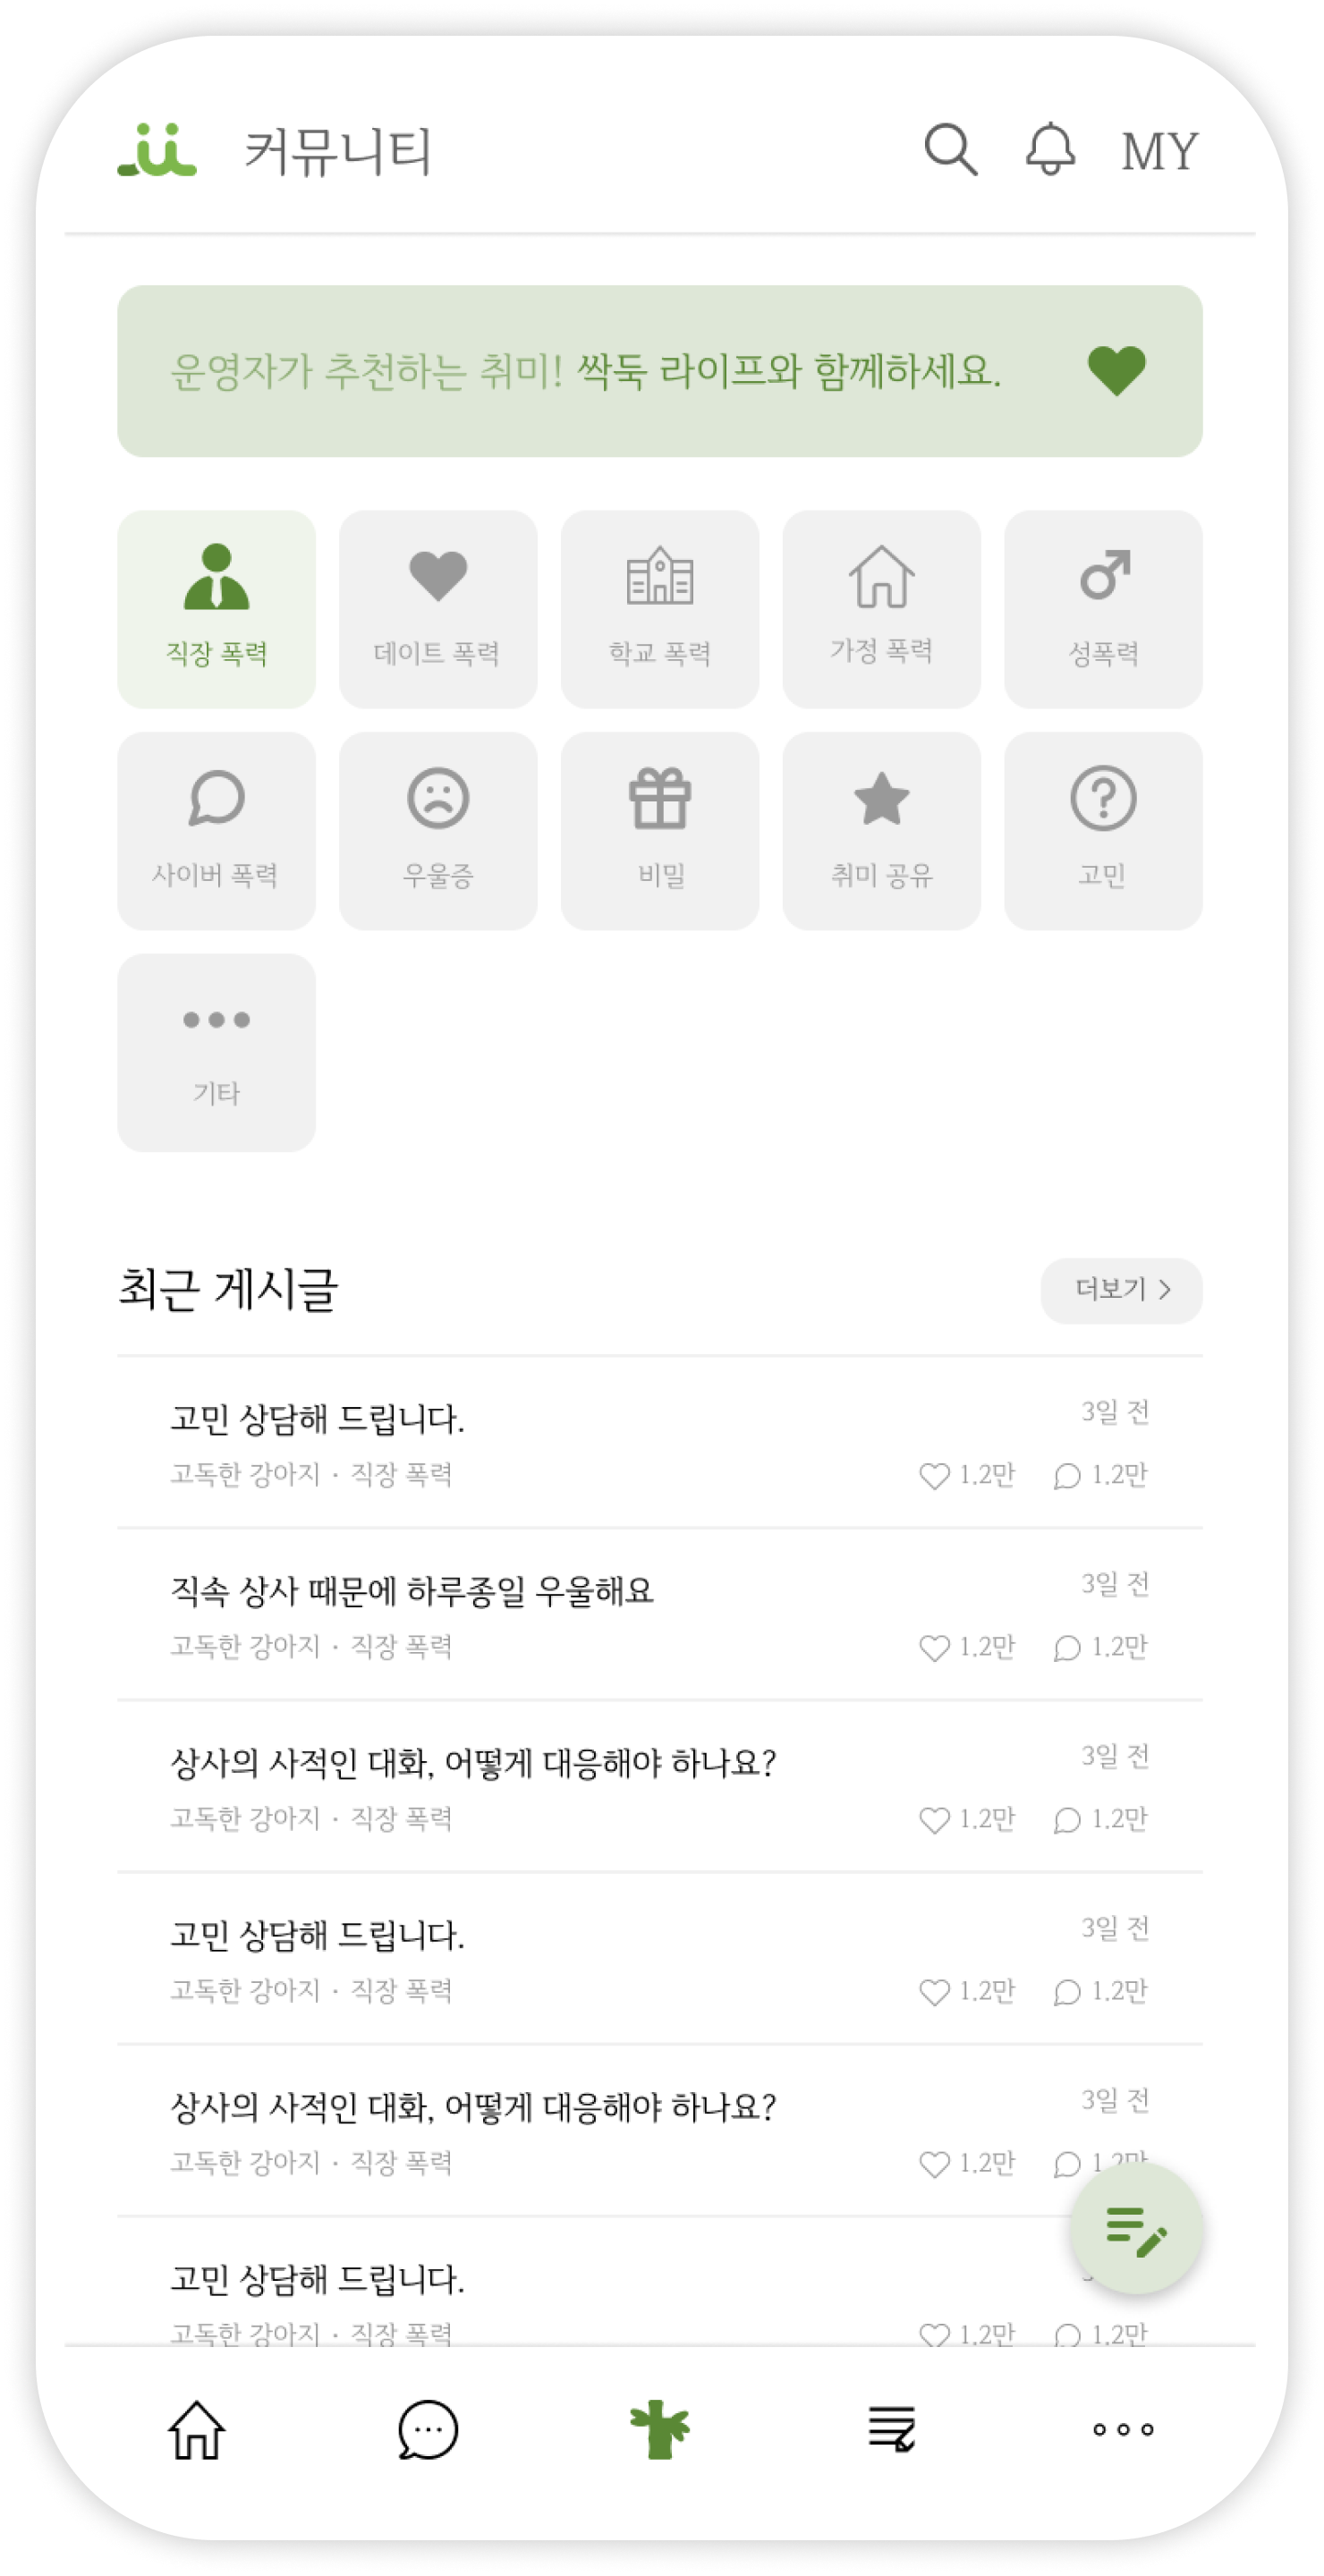 커뮤니티 MY
운영자가 추천하는 취미! 싹둑 라이프와 함께하세요.
직장 폭력 데이트 폭력 학교 폭력 가정 폭력 성폭력
사이버 폭력 우울증 비밀 취미 공유 고민
기타
최근 게시글 더보기
고민 상담해 드립니다. 3일 전
고독한 강아지 · 직장 폭력 1.2만 1.2만
직속 상사 때문에 하루종일 우울해요 3일 전
고독한 강아지 · 직장 폭력 1.2만 1.2만
상사의 사적인 대화, 어떻게 대응해야 하나요? 3일 전
고독한 강아지 · 직장 폭력 1.2만 1.2만
고민 상담해 드립니다. 3일 전
고독한 강아지 · 직장 폭력 1.2만 1.2만
상사의 사적인 대화, 어떻게 대응해야 하나요? 3일 전
고독한 강아지 · 직장 폭력 1.2만
고민 상담해 드립니다.
고독한 강아지 · 직장 폭력 1.2만 1.2만